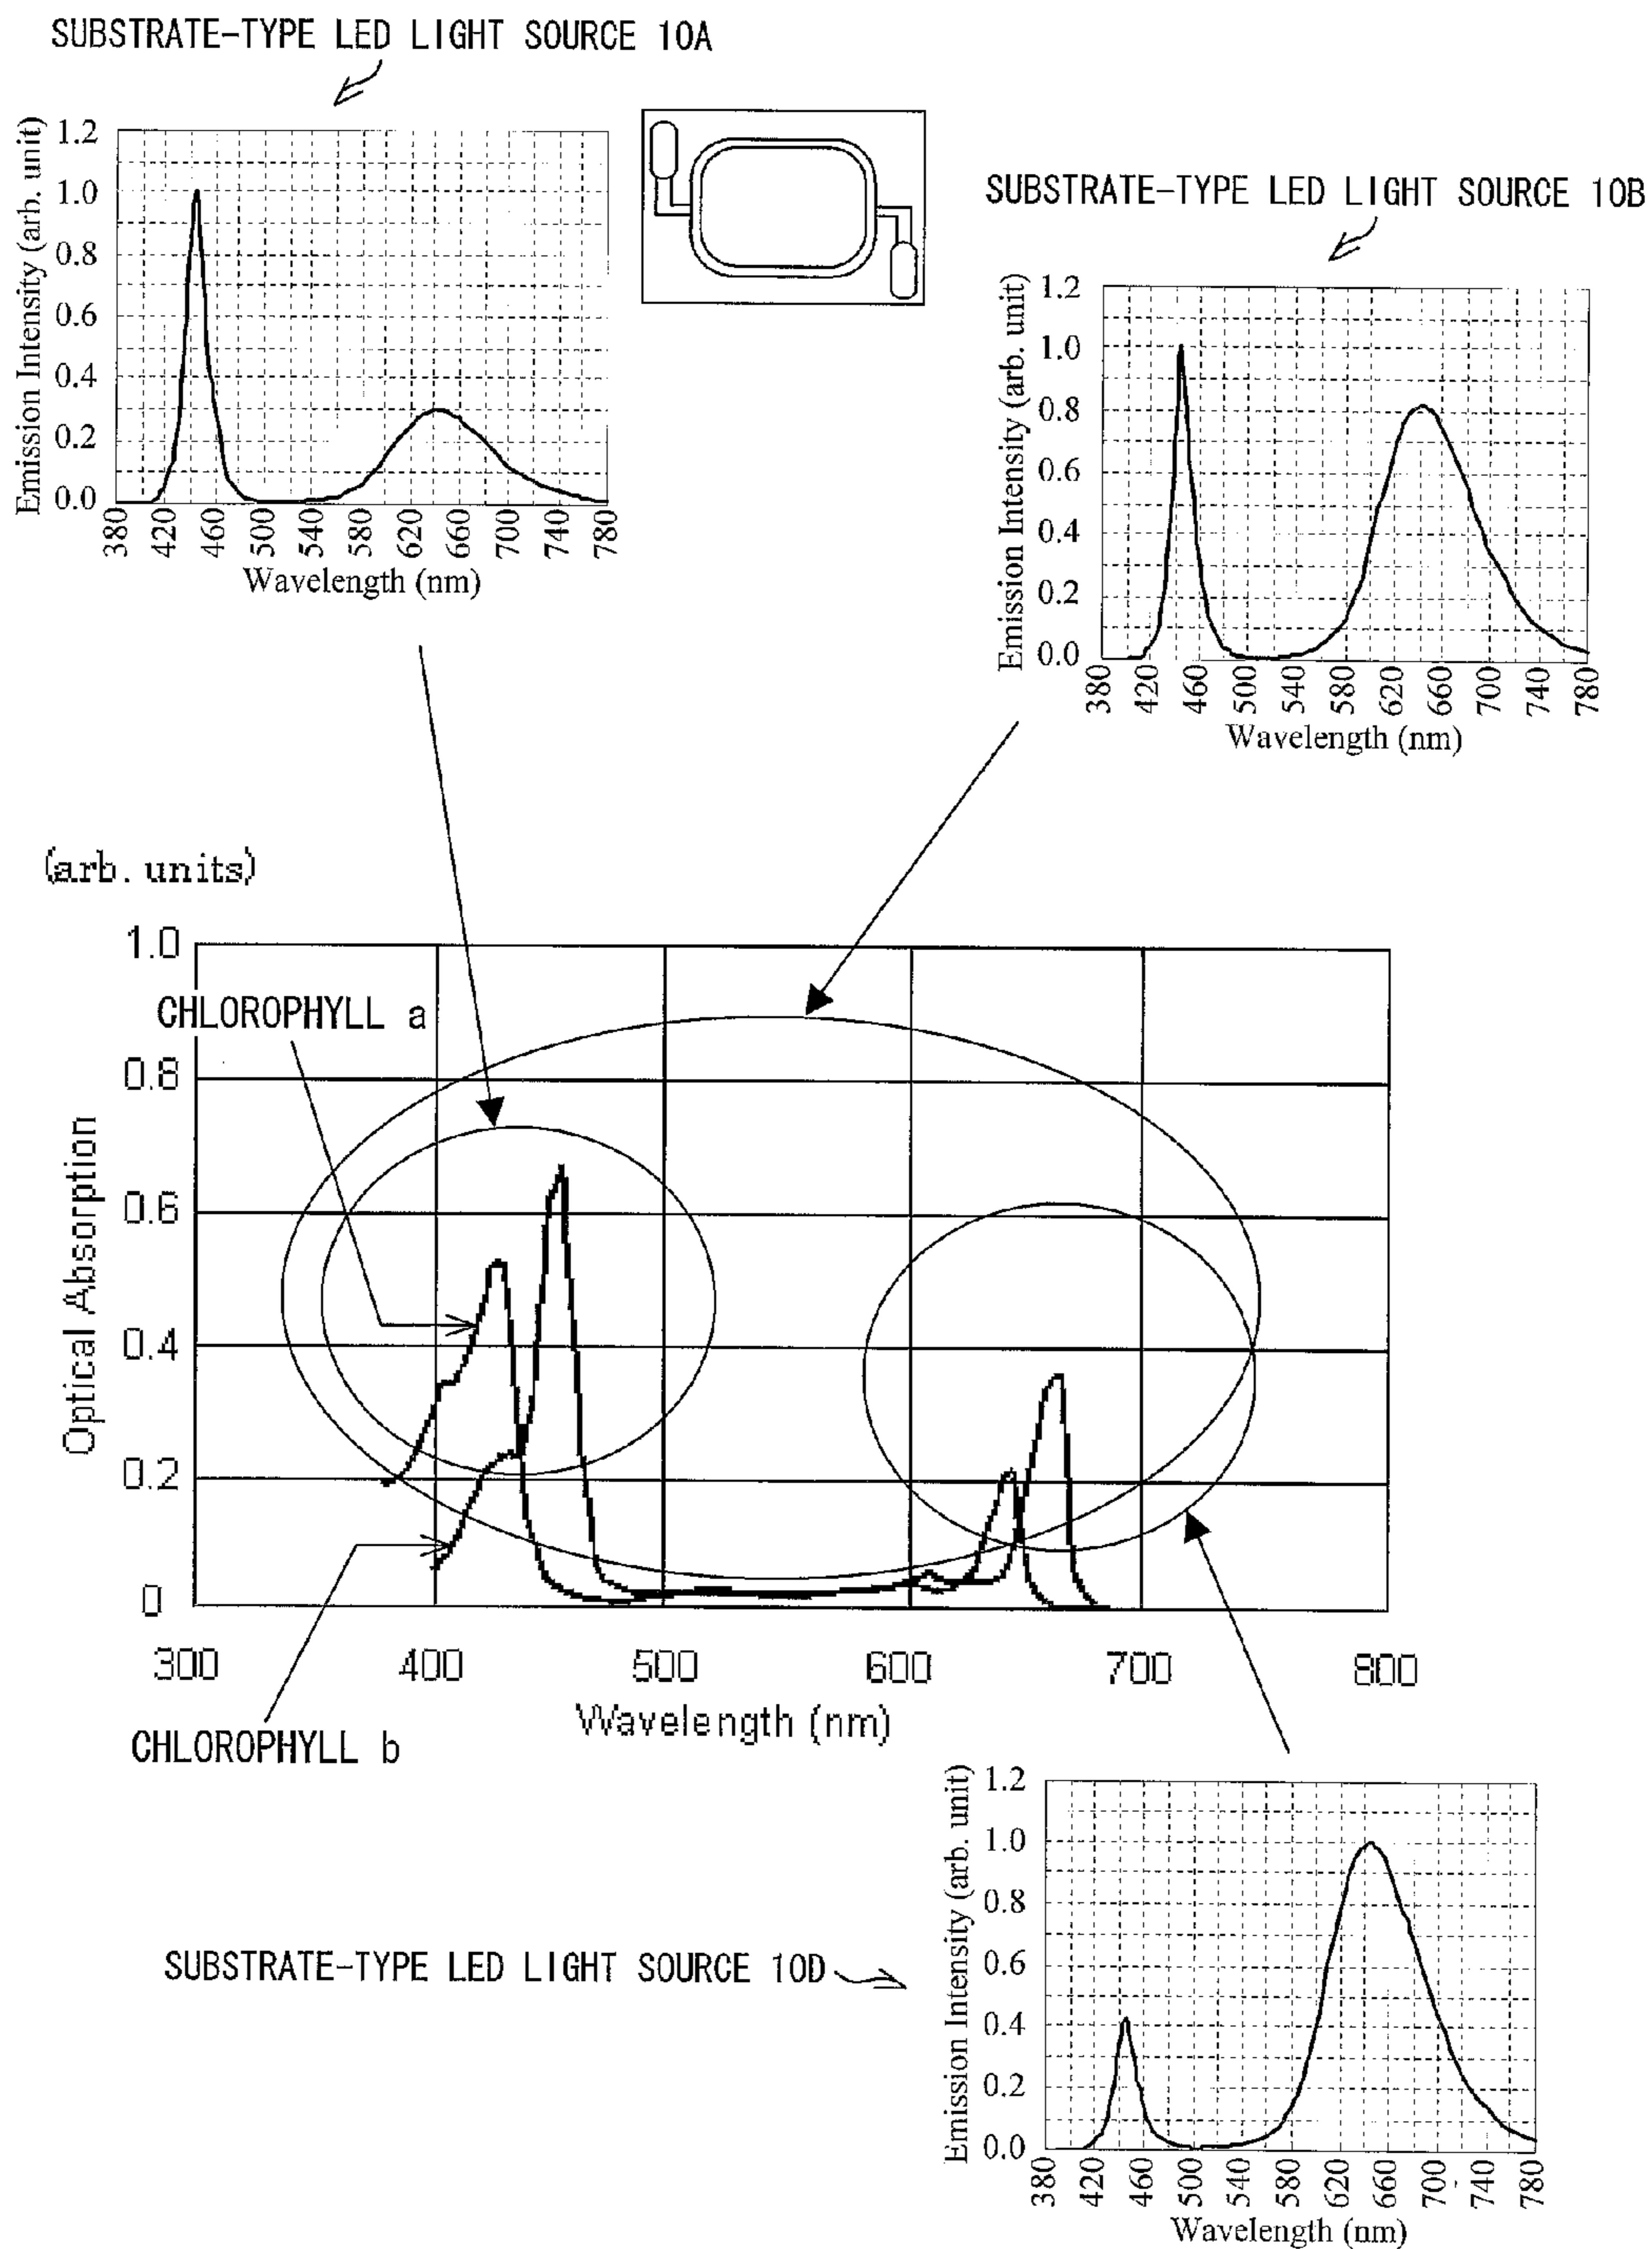 SUBSTRATE-TYPE LED LIGHT SOURCE 10A
Emission Intensity (arb. unit)
1.2
1.0
0.8
0.6
0.4
0.2
0.0
380 420 460 500 540 580 620 660 700 740 780
Wavelength (nm)
SUBSTRATE-TYPE LED LIGHT SOURCE 10B
Emission Intensity (arb. unit)
1.2
1.0
0.8
0.6
0.4
0.2
0.0
380 420 460 500 540 580 620 660 700 740 780
Wavelength (nm)
(arb. units)
Optical Absorption
1.0
CHLOROPHYLL a
0.8
0.6
0.4
0.2
0
300 400 500 600 700 800
Wavelength (nm)
CHLOROPHYLL b
SUBSTRATE-TYPE LED LIGHT SOURCE 10D
Emission Intensity (arb. unit)
1.2
1.0
0.8
0.6
0.4
0.2
0.0
380 420 460 500 540 580 620 660 700 740 780
Wavelength (nm)